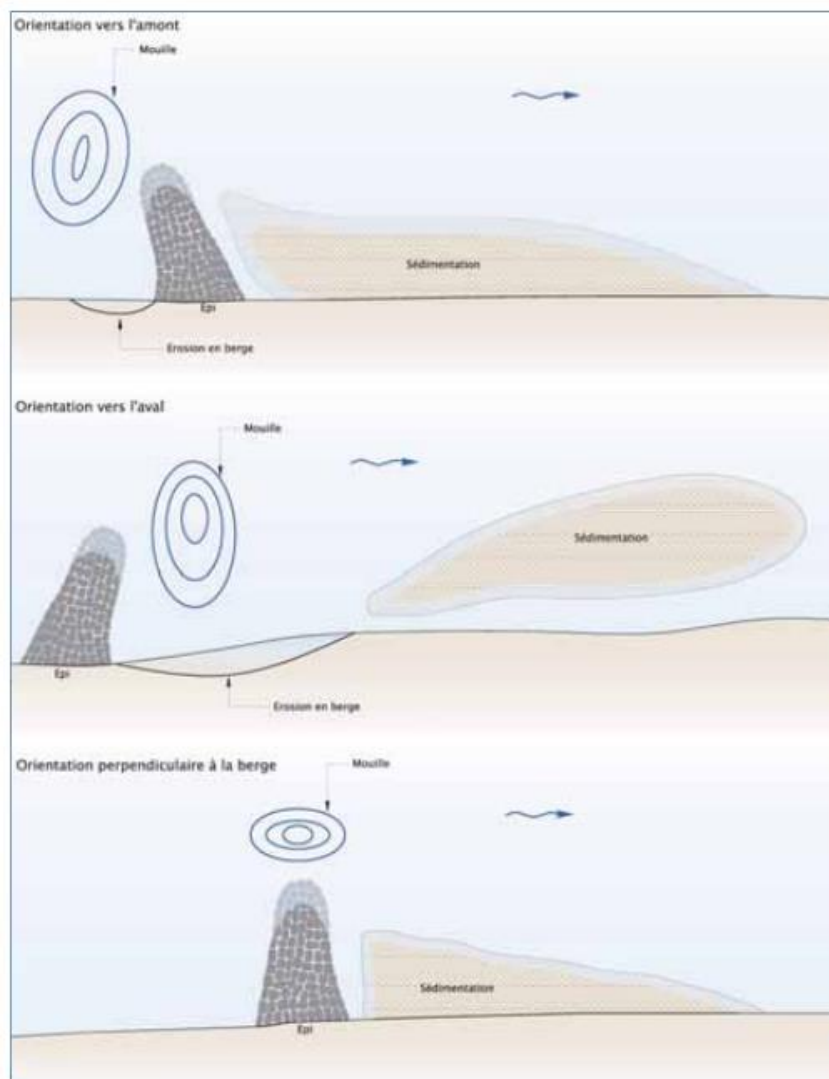 Orientation vers l'amont
Mouille
Sédimentation
Epi
Erosion en berge
Orientation vers l'aval
Mouille
Sédimentation
Epi
Erosion en berge
Orientation perpendiculaire à la berge
Mouille
Sédimentation
Epi